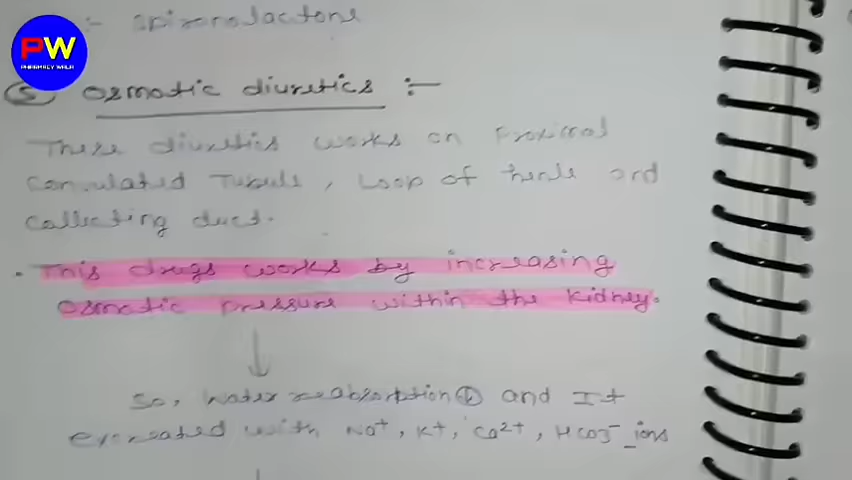 :- spironolactone
PW
PHARMACY WALA
⑤ Osmotic diuretics :-
These diuretics works on Proximal
Convulated Tubule, Loop of henle and
Collecting duct.
• This drugs works by increasing
osmotic pressure within the kidney.
↓
So, water reabsorption ↓ and It
excreated with Na+, K+, Ca2+, HCO3- ions